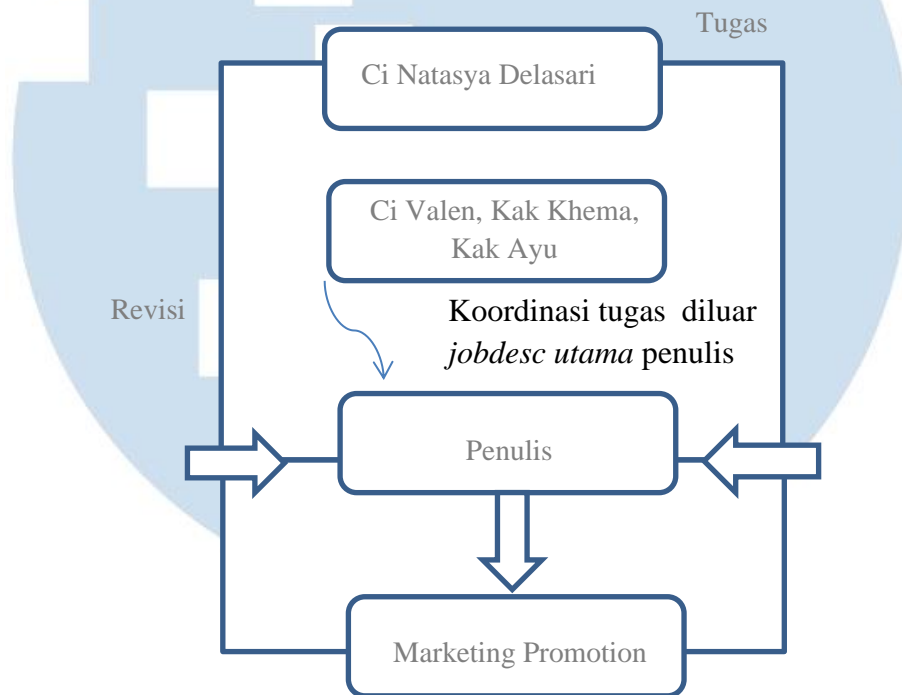 Tugas
Ci Natasya Delasari
Ci Valen, Kak Khema,
Kak Ayu
Revisi
Koordinasi tugas diluar
jobdesc utama penulis
Penulis
Marketing Promotion